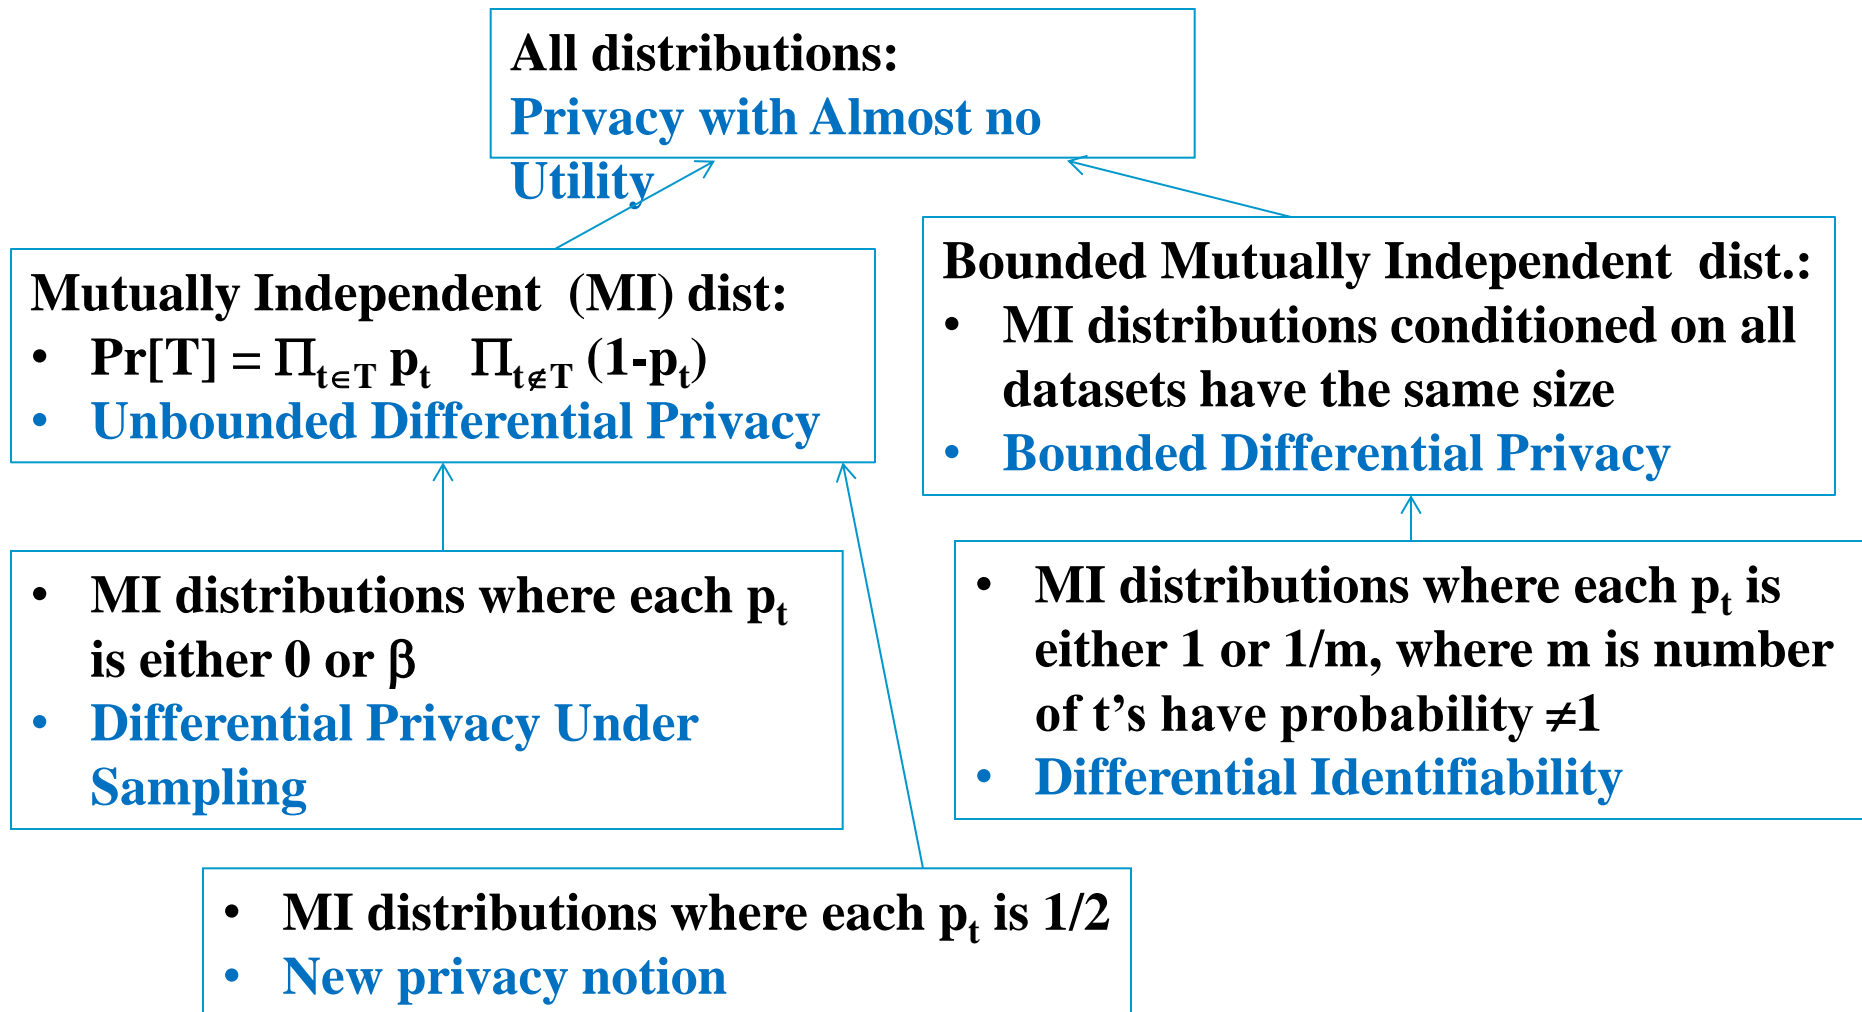 All distributions:
Privacy with Almost no
Utility
Mutually Independent (MI) dist:
• Pr[T] = Π_{t∈T} p_t Π_{t∉T} (1-p_t)
• Unbounded Differential Privacy
Bounded Mutually Independent dist.:
• MI distributions conditioned on all
datasets have the same size
• Bounded Differential Privacy
• MI distributions where each p_t
is either 0 or β
• Differential Privacy Under
Sampling
• MI distributions where each p_t is
either 1 or 1/m, where m is number
of t’s have probability ≠1
• Differential Identifiability
• MI distributions where each p_t is 1/2
• New privacy notion